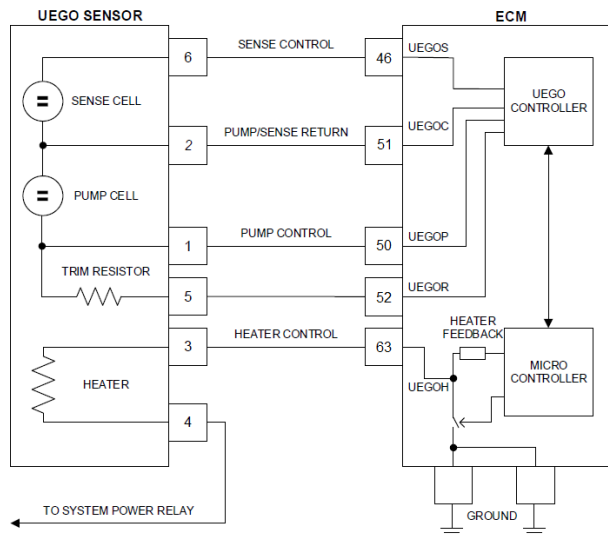 UEGO SENSOR
ECM
6
SENSE CONTROL
46
UEGOS
SENSE CELL
UEGO
CONTROLLER
2
PUMP/SENSE RETURN
51
UEGOC
PUMP CELL
1
PUMP CONTROL
50
UEGOP
TRIM RESISTOR
5
52
UEGOR
HEATER
FEEDBACK
3
HEATER CONTROL
63
MICRO
CONTROLLER
HEATER
UEGOH
4
TO SYSTEM POWER RELAY
GROUND